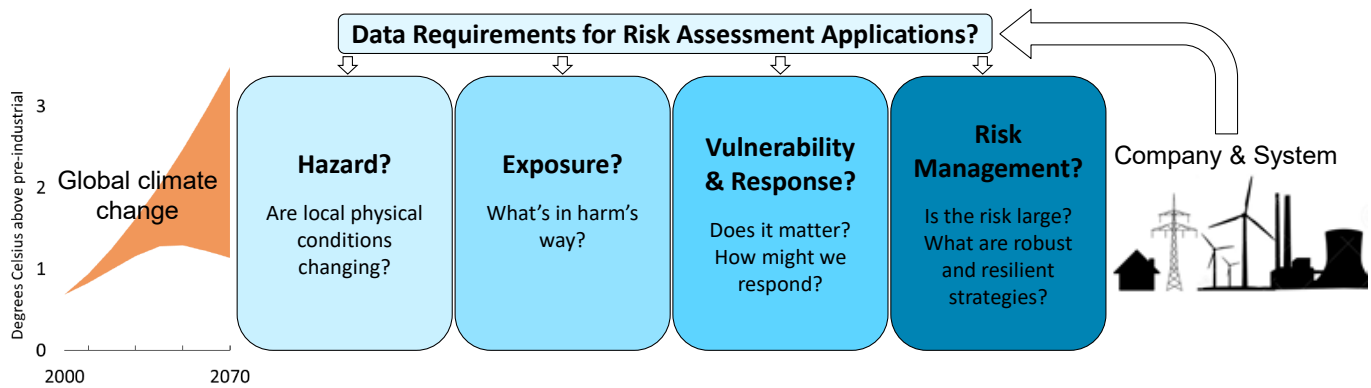 Data Requirements for Risk Assessment Applications?
Degrees Celsius above pre-industrial
3
2
1
0
2000
2070
Global climate
change
Hazard?
Are local physical
conditions
changing?
Exposure?
What's in harm's
way?
Vulnerability
& Response?
Does it matter?
How might we
respond?
Risk
Management?
Is the risk large?
What are robust
and resilient
strategies?
Company & System